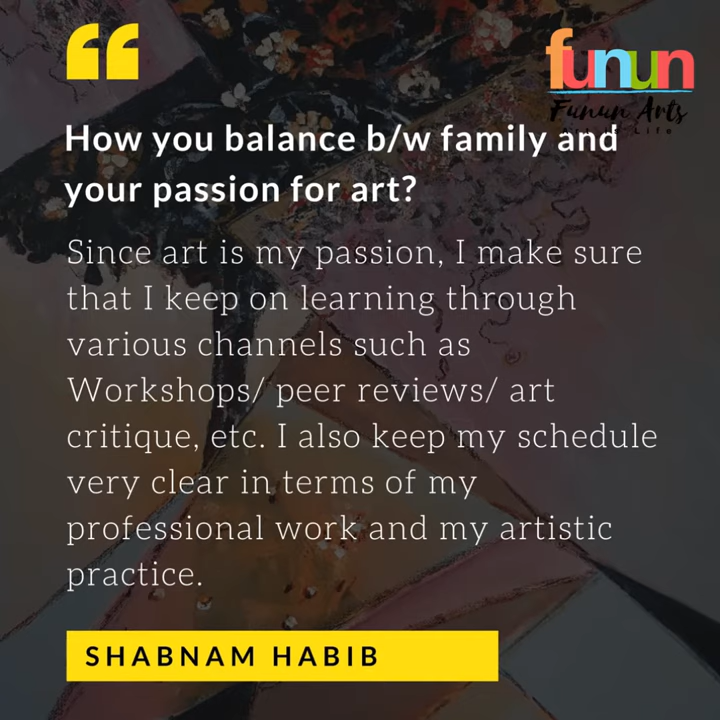 “
funun
Funun Arts
How you balance b/w family and
your passion for art?
Since art is my passion, I make sure
that I keep on learning through
various channels such as
Workshops/ peer reviews/ art
critique, etc. I also keep my schedule
very clear in terms of my
professional work and my artistic
practice.
SHABNAM HABIB